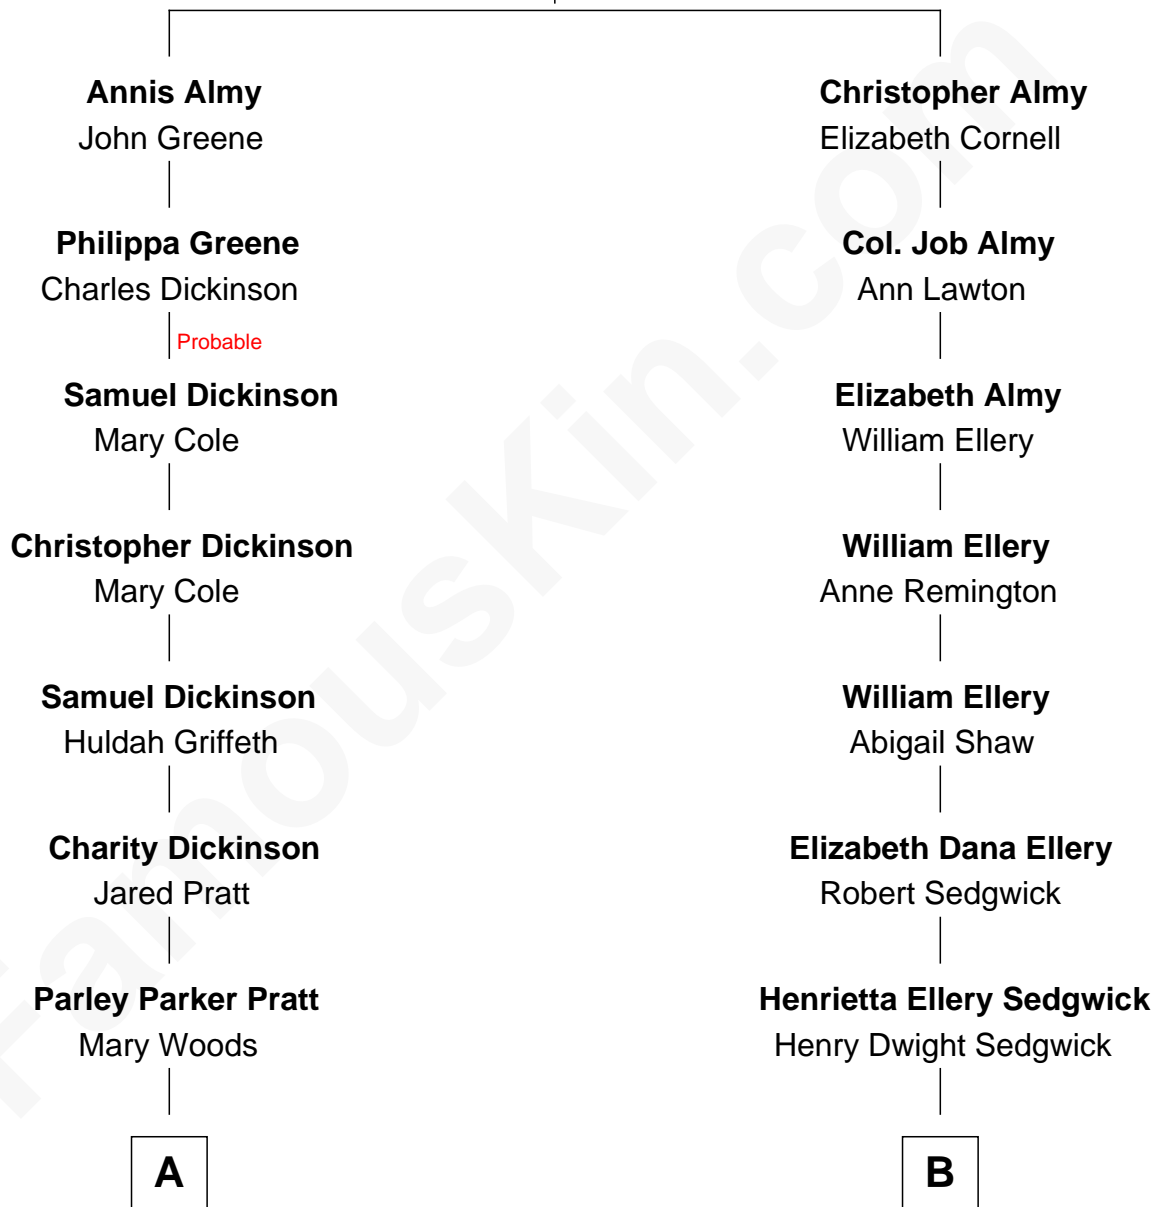 Annis Almy
John Greene
Philippa Greene
Charles Dickinson
Probable
Samuel Dickinson
Mary Cole
Christopher Dickinson
Mary Cole
Samuel Dickinson
Huldah Griffeth
Charity Dickinson
Jared Pratt
Parley Parker Pratt
Mary Woods
A
Christopher Almy
Elizabeth Cornell
Col. Job Almy
Ann Lawton
Elizabeth Almy
William Ellery
William Ellery
Anne Remington
William Ellery
Abigail Shaw
Elizabeth Dana Ellery
Robert Sedgwick
Henrietta Ellery Sedgwick
Henry Dwight Sedgwick
B
FamousKin.com